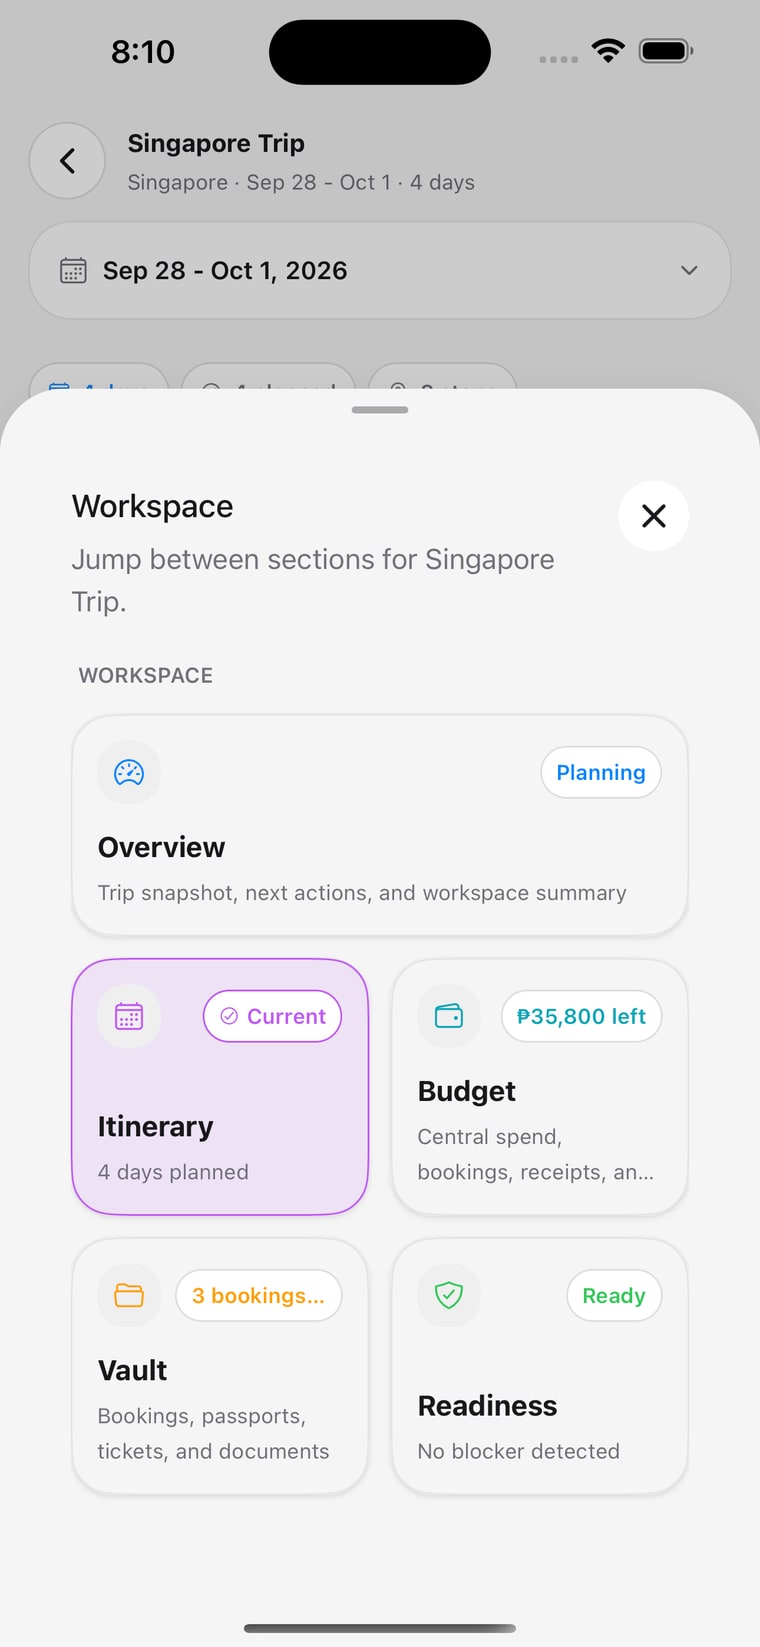 8:10
Singapore Trip
Singapore · Sep 28 - Oct 1 · 4 days
Sep 28 - Oct 1, 2026
Workspace
Jump between sections for Singapore
Trip.
WORKSPACE
Planning
Overview
Trip snapshot, next actions, and workspace summary
Current
Itinerary
4 days planned
₱35,800 left
Budget
Central spend,
bookings, receipts, an...
3 bookings...
Vault
Bookings, passports,
tickets, and documents
Ready
Readiness
No blocker detected